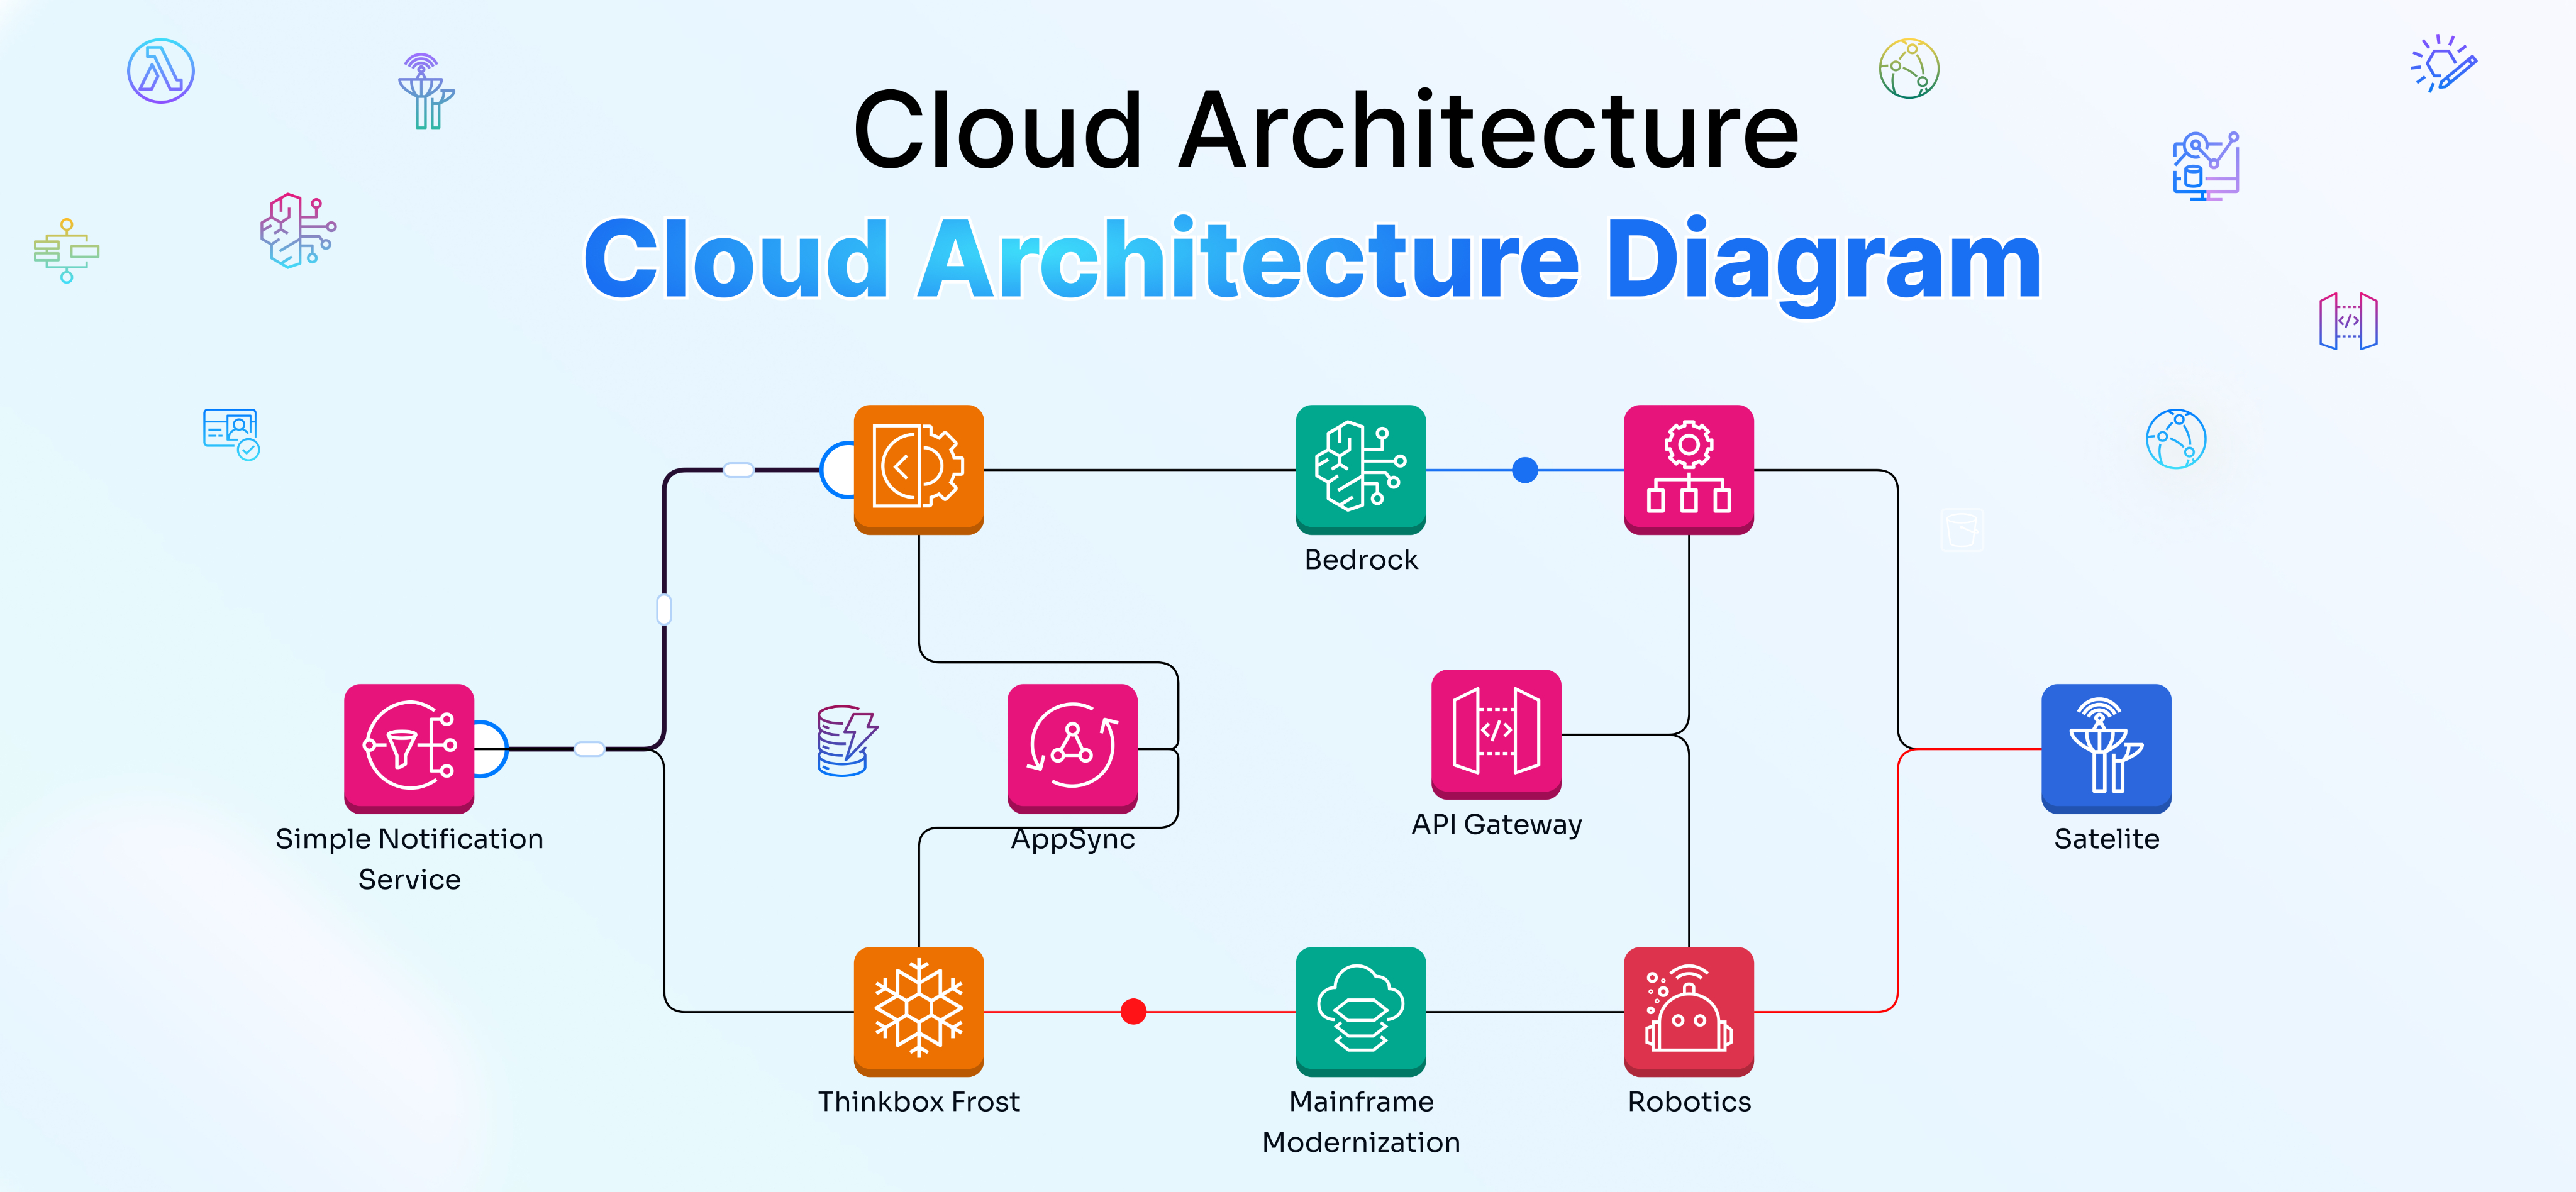 Cloud Architecture
Cloud Architecture Diagram
Bedrock
Simple Notification
Service
AppSync
API Gateway
Satelite
Thinkbox Frost
Mainframe
Modernization
Robotics